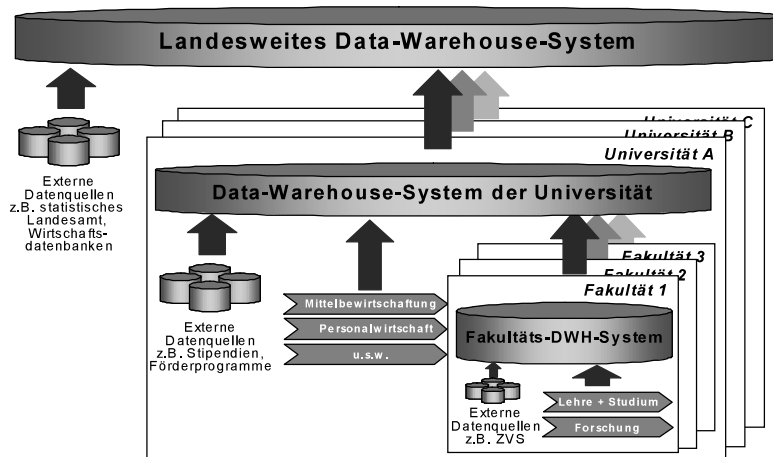 Landesweites Data-Warehouse-System
Universität C
Universität B
Universität A
Externe
Datenquellen
z.B. statistisches
Landesamt,
Wirtschafts-
datenbanken
Data-Warehouse-System der Universität
Fakultät 3
Fakultät 2
Fakultät 1
Externe
Datenquellen
z.B. Stipendien,
Förderprogramme
Mittelbewirtschaftung
Personalwirtschaft
u.s.w.
Fakultäts-DWH-System
Externe
Datenquellen
z.B. ZVS
Lehre + Studium
Forschung